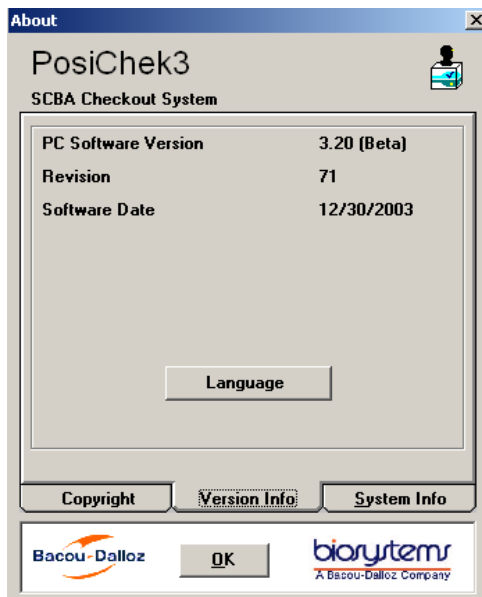 About
PosiChek3
SCBA Checkout System
PC Software Version 3.20 (Beta)
Revision 71
Software Date 12/30/2003
Language
Copyright Version Info System Info
Bacou-Dalloz OK biosystems
A Bacou-Dalloz Company